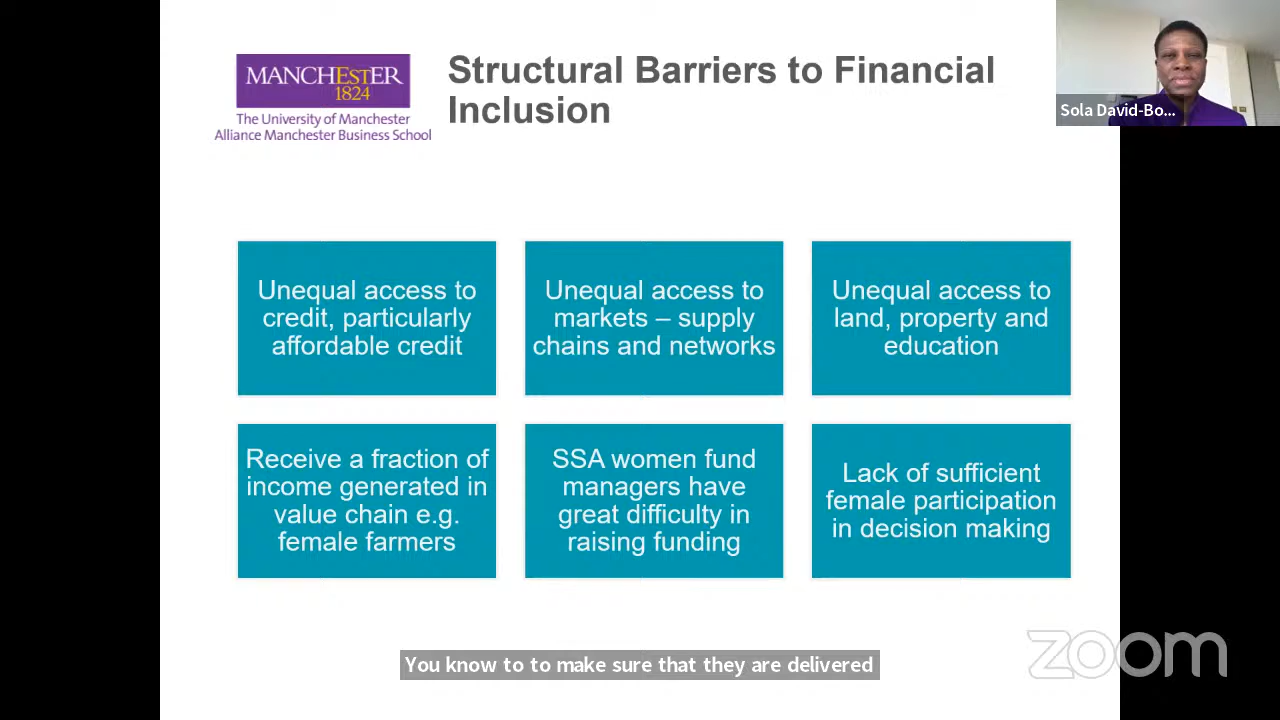 MANCHESTER
1824
The University of Manchester
Alliance Manchester Business School
Structural Barriers to Financial
Inclusion
Sola David-Bo...
Unequal access to
credit, particularly
affordable credit
Unequal access to
markets – supply
chains and networks
Unequal access to
land, property and
education
Receive a fraction of
income generated in
value chain e.g.
female farmers
SSA women fund
managers have
great difficulty in
raising funding
Lack of sufficient
female participation
in decision making
You know to to make sure that they are delivered
zoom